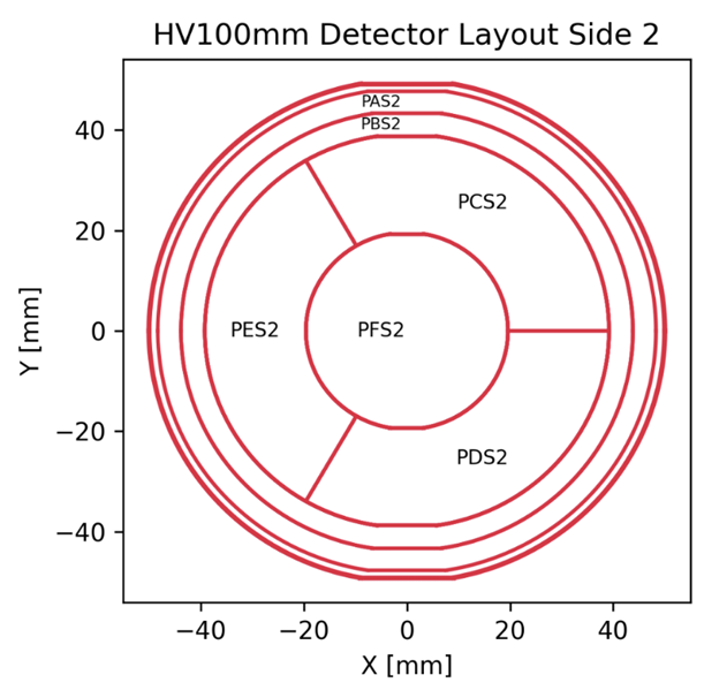 HV100mm Detector Layout Side 2
PAS2
PBS2
PCS2
PES2
PFS2
PDS2
40
20
0
−20
−40
Y [mm]
−40 −20 0 20 40
X [mm]